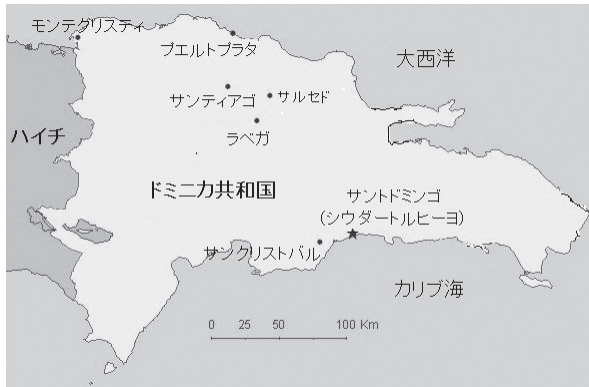 モンテグリスティ
プエルトプラタ
大西洋
サンティアゴ
サルセド
ラベガ
ハイチ
ドミニカ共和国
サントドミンゴ
(シウダートルヒーヨ)
サンクリストバル
カリブ海
0 25 50 100 Km